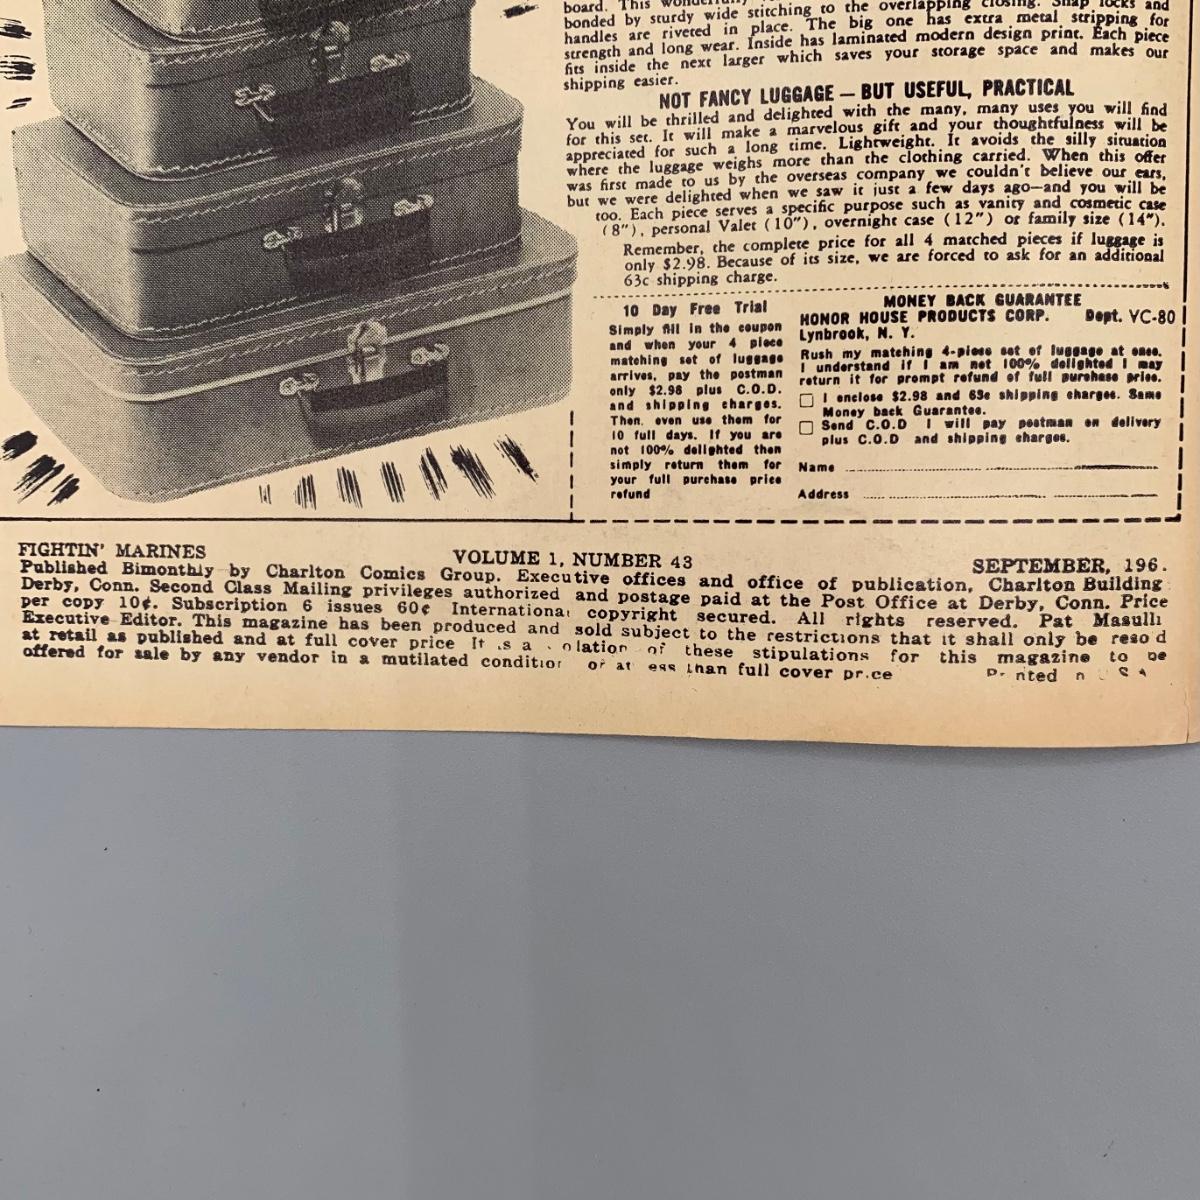 board. This
bonded by sturdy wide stitching to the overlapping closing. Snap locks and
handles are riveted in place. The big one has extra metal stripping for
strength and long wear. Inside has laminated modern design print. Each piece
fits inside the next larger which saves your storage space and makes our
shipping easier.
NOT FANCY LUGGAGE — BUT USEFUL, PRACTICAL
You will be thrilled and delighted with the many, many uses you will find
for this set. It will make a marvelous gift and your thoughtfulness will be
appreciated for such a long time. Lightweight. It avoids the silly situation
where the luggage weighs more than the clothing carried. When this offer
was first made to us by the overseas company we couldn't believe our ears,
but we were delighted when we saw it just a few days ago—and you will be
too. Each piece serves a specific purpose such as vanity and cosmetic case
(8"), personal Valet (10"), overnight case (12") or family size (14").
Remember, the complete price for all 4 matched pieces if luggage is
only $2.98. Because of its size, we are forced to ask for an additional
63c shipping charge.
10 Day Free Trial
Simply fill in the coupon
and when your 4 piece
matching set of luggage
arrives, pay the postman
only $2.98 plus C.O.D.
and shipping charges.
Then, even use them for
10 full days. If you are
not 100% delighted then
simply return them for
your full purchase price
refund
MONEY BACK GUARANTEE
HONOR HOUSE PRODUCTS CORP. Dept. VC-80
Lynbrook, N. Y.
Rush my matching 4-piece set of luggage at once.
I understand if I am not 100% delighted I may
return it for prompt refund of full purchase price.
I enclose $2.98 and 63c shipping charges. Same
Money back Guarantee.
Send C.O.D I will pay postman on delivery
plus C.O.D and shipping charges.
Name
Address
FIGHTIN' MARINES VOLUME 1, NUMBER 43 SEPTEMBER, 196.
Published Bimonthly by Charlton Comics Group. Executive offices and office of publication, Charlton Building
Derby, Conn. Second Class Mailing privileges authorized and postage paid at the Post Office at Derby, Conn. Price
per copy 10¢. Subscription 6 issues 60¢ International copyright secured. All rights reserved. Pat Masulli
Executive Editor. This magazine has been produced and sold subject to the restrictions that it shall only be reso d
at retail as published and at full cover price It .s a olation of these stipulations for this magazine to be
offered for sale by any vendor in a mutilated condition or at ess than full cover pr.ce nted n